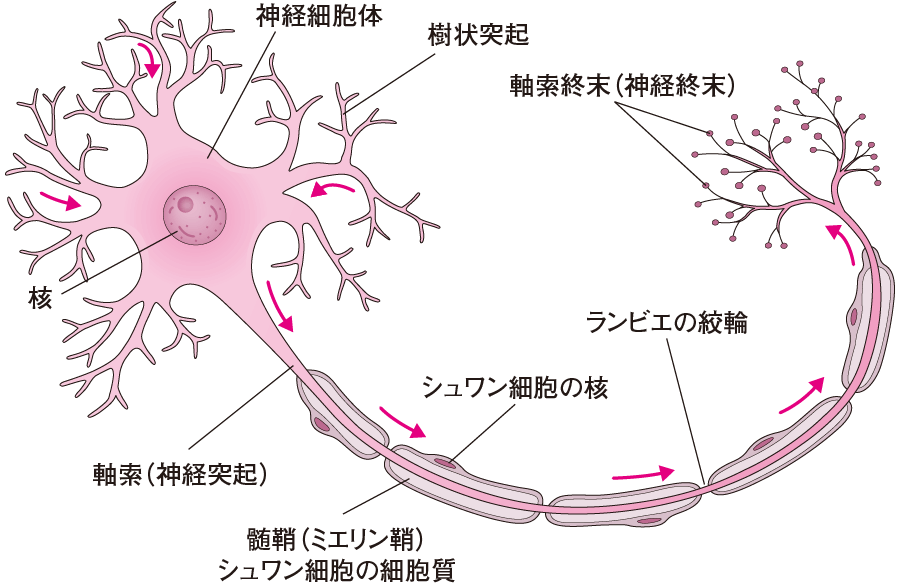 神経細胞体
樹状突起
軸索終末（神経終末）
核
ランビエの絞輪
シュワン細胞の核
軸索（神経突起）
髄鞘（ミエリン鞘）
シュワン細胞の細胞質